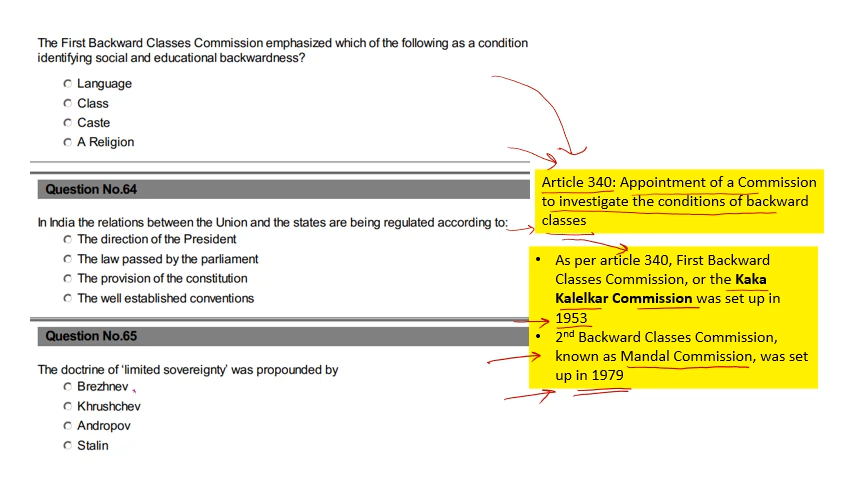 The First Backward Classes Commission emphasized which of the following as a condition
identifying social and educational backwardness?
Language
Class
Caste
A Religion
Question No.64
In India the relations between the Union and the states are being regulated according to:
The direction of the President
The law passed by the parliament
The provision of the constitution
The well established conventions
Question No.65
The doctrine of ‘limited sovereignty’ was propounded by
Brezhnev
Khrushchev
Andropov
Stalin
Article 340: Appointment of a Commission
to investigate the conditions of backward
classes
• As per article 340, First Backward
Classes Commission, or the Kaka
Kalelkar Commission was set up in
1953
• 2nd Backward Classes Commission,
known as Mandal Commission, was set
up in 1979